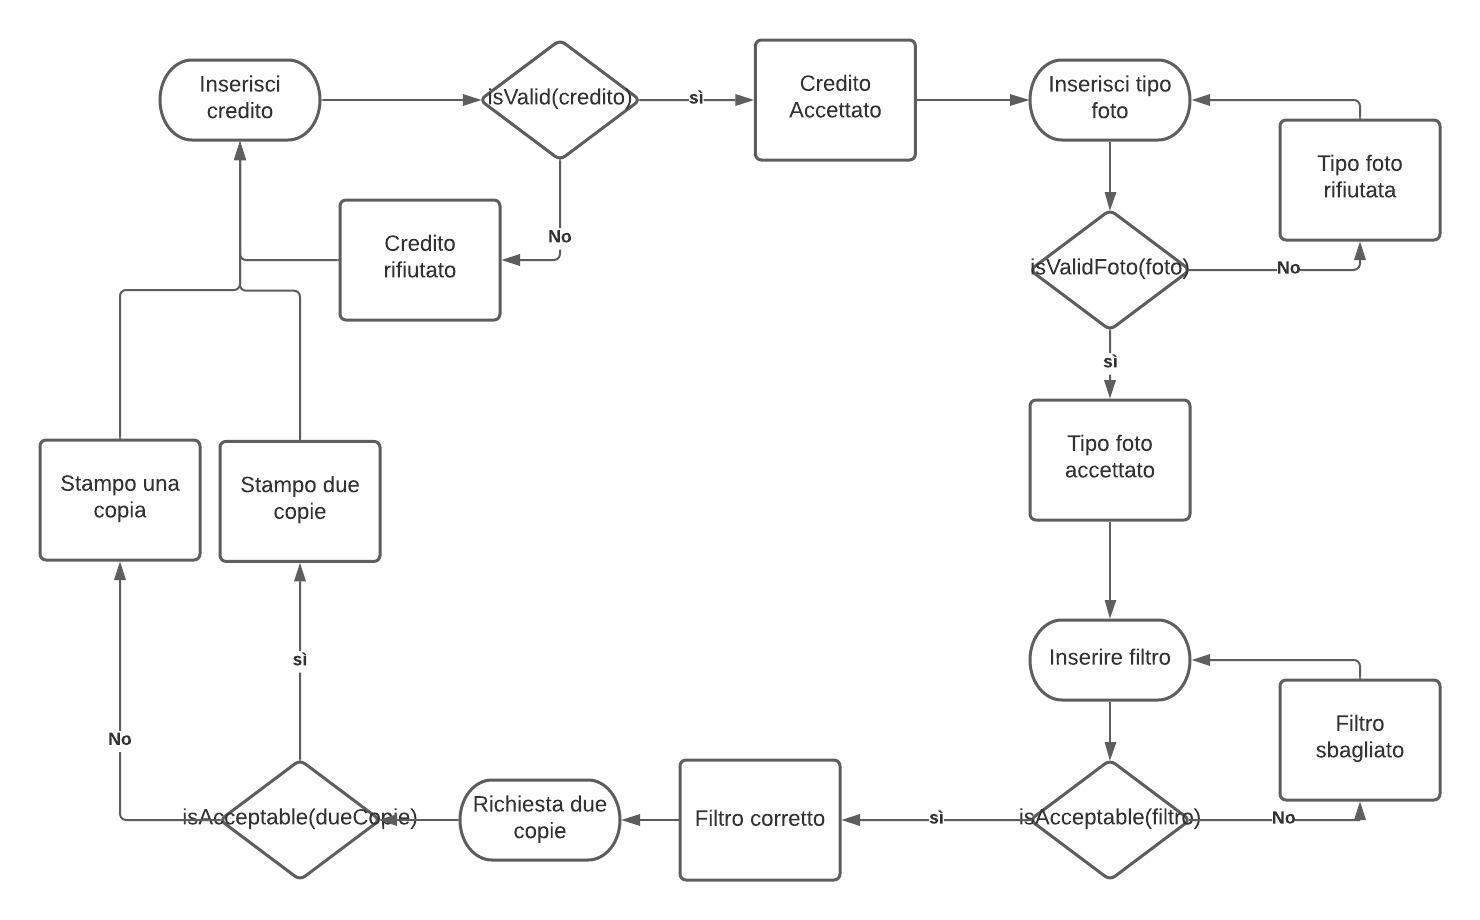 Inserisci
credito
isValid(credito)
sì
Credito
Accettato
Inserisci tipo
foto
Tipo foto
rifiutata
No
Credito
rifiutato
isValidFoto(foto)
No
sì
Tipo foto
accettato
Stampo una
copia
Stampo due
copie
Inserire filtro
Filtro
sbagliato
sì
No
isAcceptable(dueCopie)
Richiesta due
copie
Filtro corretto
sì
isAcceptable(filtro)
No